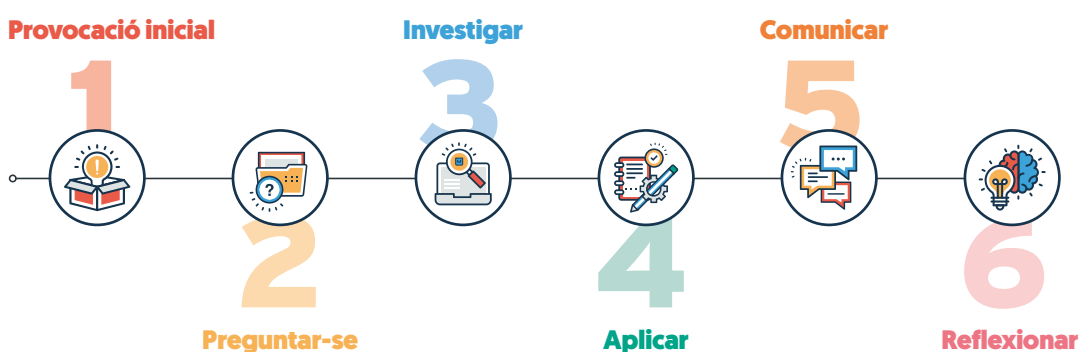 Provocació inicial
1
Preguntar-se
2
Investigar
3
Aplicar
4
Comunicar
5
Reflexionar
6
!
?